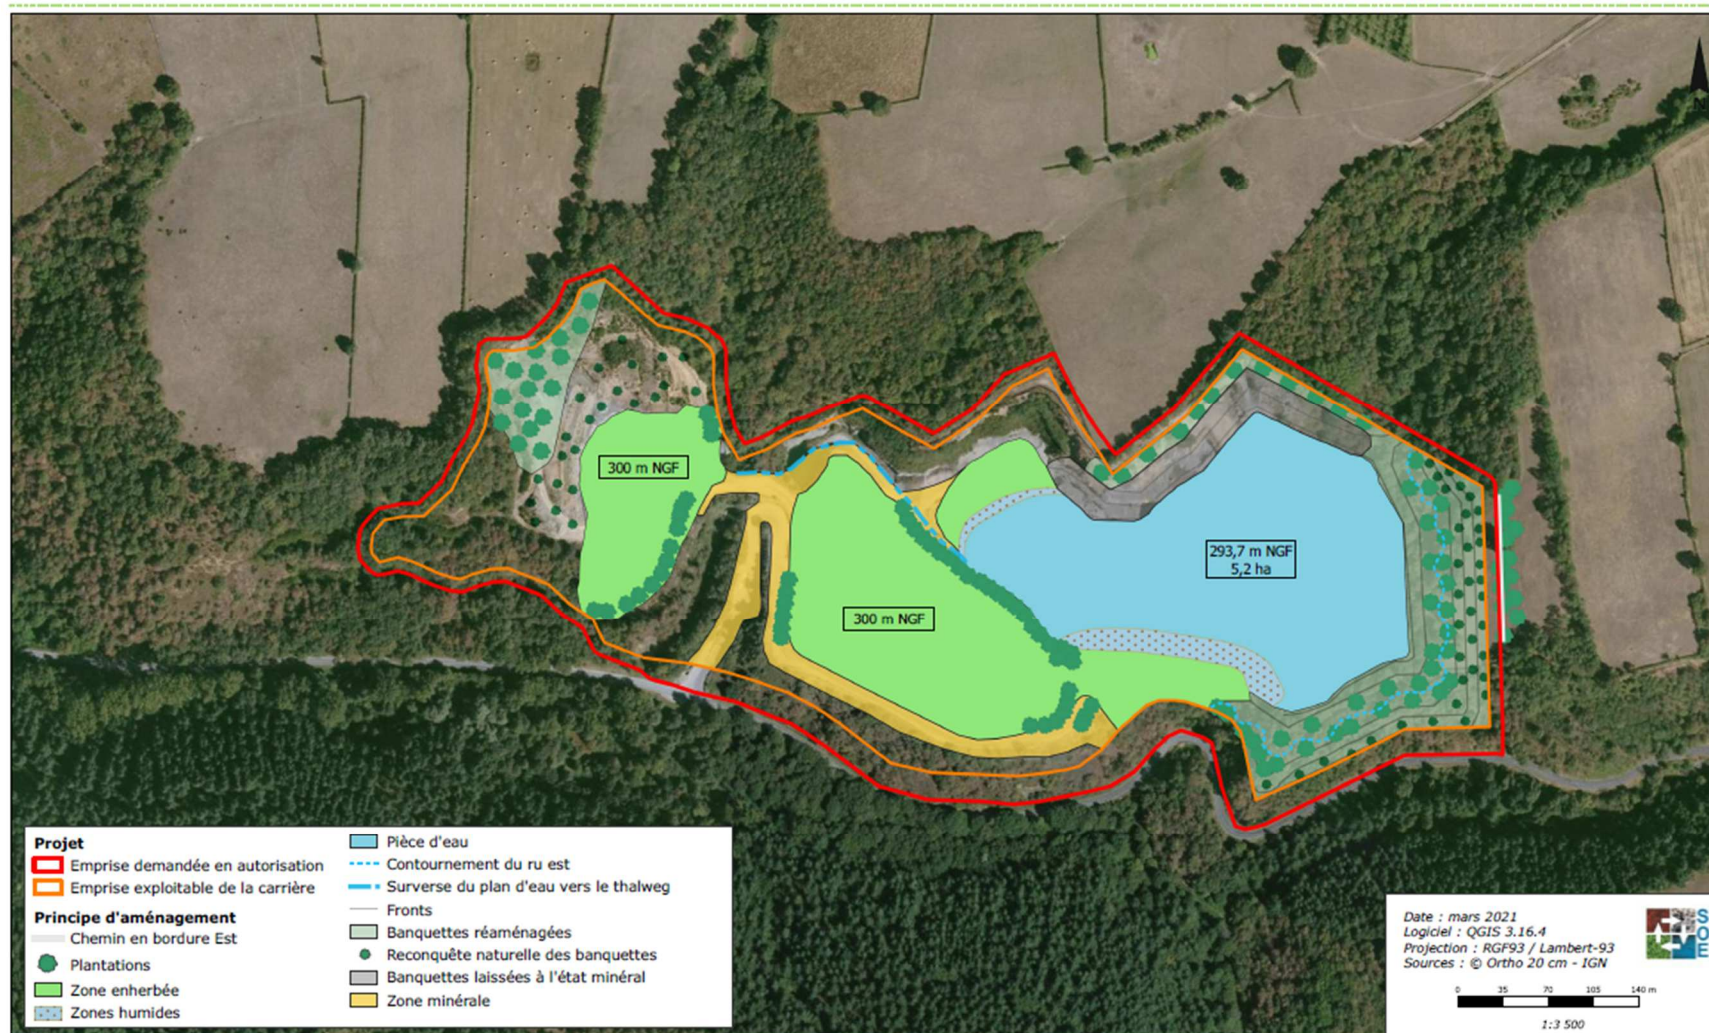 N
300 m NGF
293,7 m NGF
5,2 ha
300 m NGF
Projet
Emprise demandée en autorisation
Emprise exploitable de la carrière
Principe d'aménagement
Chemin en bordure Est
Plantations
Zone enherbée
Zones humides
Pièce d'eau
Contournement du ru est
Surverse du plan d'eau vers le thalweg
Fronts
Banquettes réaménagées
Reconquête naturelle des banquettes
Banquettes laissées à l'état minéral
Zone minérale
Date : mars 2021
Logiciel : QGIS 3.16.4
Projection : RGF93 / Lambert-93
Sources : © Ortho 20 cm - IGN
SOE
0 35 70 105 140 m
1:3 500